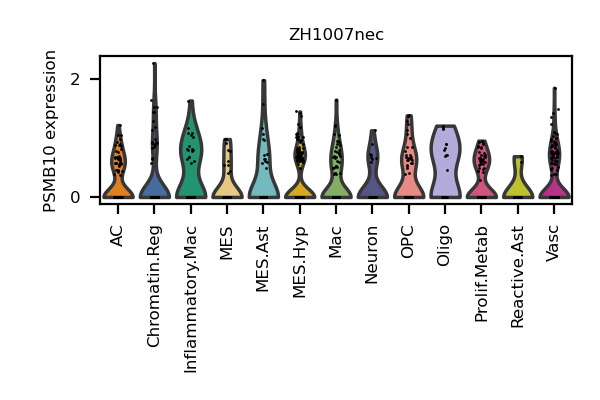 ZH1007nec
PSMB10 expression
2
0
AC
Chromatin.Reg
Inflammatory.Mac
MES
MES.Ast
MES.Hyp
Mac
Neuron
OPC
Oligo
Prolif.Metab
Reactive.Ast
Vasc